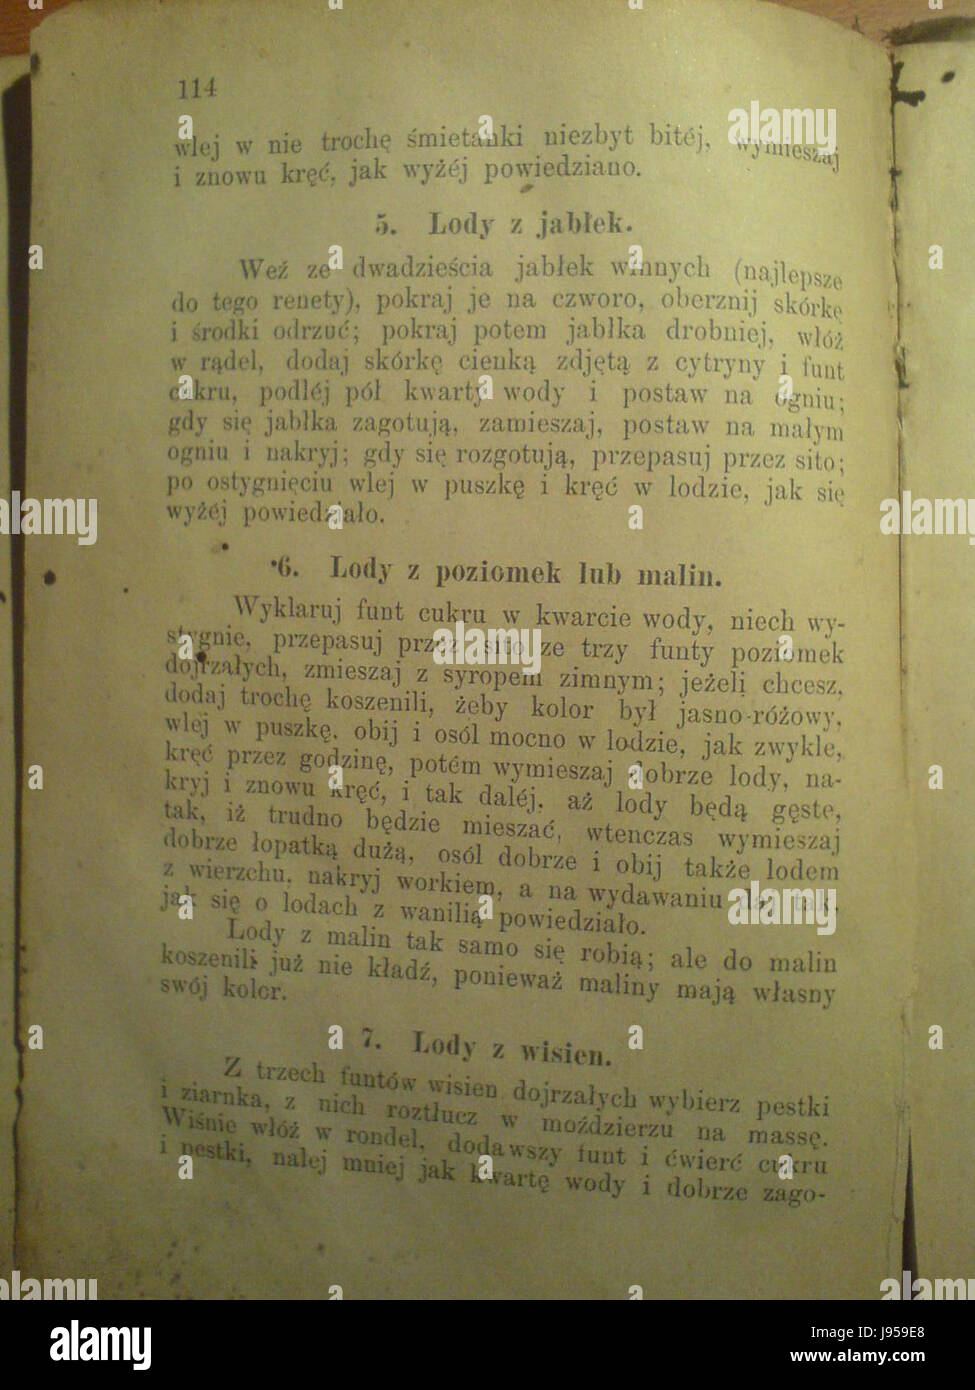 114
wlej w nie trochę śmietanki niezbyt bitéj, wymieszaj
i znowu kręć, jak wyżéj powiedziano.
5. Lody z jabłek.
Weź ze dwadzieścia jabłek winnych (najlepsze
do tego renety), pokraj je na czworo, oberznij skórkę
i środki odrzuć; pokraj potem jabłka drobniej, włóż
w rądel, dodaj skórkę cienką zdjętą z cytryny i funt
cukru, podléj pół kwarty wody i postaw na ogniu;
gdy się jabłka zagotują, zamieszaj, postaw na małym
ogniu i nakryj; gdy się rozgotują, przepasuj przez sito;
po ostygnięciu wlej w puszkę i kręć w lodzie, jak się
wyżéj powiedziało.
6. Lody z poziomek lub malin.
Wyklaruj funt cukru w kwarcie wody, niech wy-
stygnie, przepasuj przez sito ze trzy funty poziomek
dojrzałych, zmieszaj z syropem zimnym; jeżeli chcesz,
dodaj trochę koszenili, żeby kolor był jasno-różowy,
wlej w puszkę, obij i osól mocno w lodzie, jak zwykle,
kręć przez godzinę, potém wymieszaj dobrze lody, na-
kryj i znowu kręć, i tak daléj, aż lody będą gęste,
tak, iż trudno będzie mieszać, wtenczas wymieszaj
dobrze łopatką dużą, osól dobrze i obij także lodem
z wierzchu, nakryj workiem, a na wydawaniu tak,
jak się o lodach z wanilią powiedziało.
Lody z malin tak samo się robią; ale do malin
koszenili już nie kładź, ponieważ maliny mają własny
swój kolor.
7. Lody z wisien.
Z trzech funtów wisien dojrzałych wybierz pestki
i ziarnka, z nich roztłucz w moździerzu na massę.
Wiśnie włóż w rondel, dodawszy funt i ćwierć cukru
i pestki, nalej mniej jak kwartę wody i dobrze zago-
alamy
Image ID: J959E8
www.alamy.com